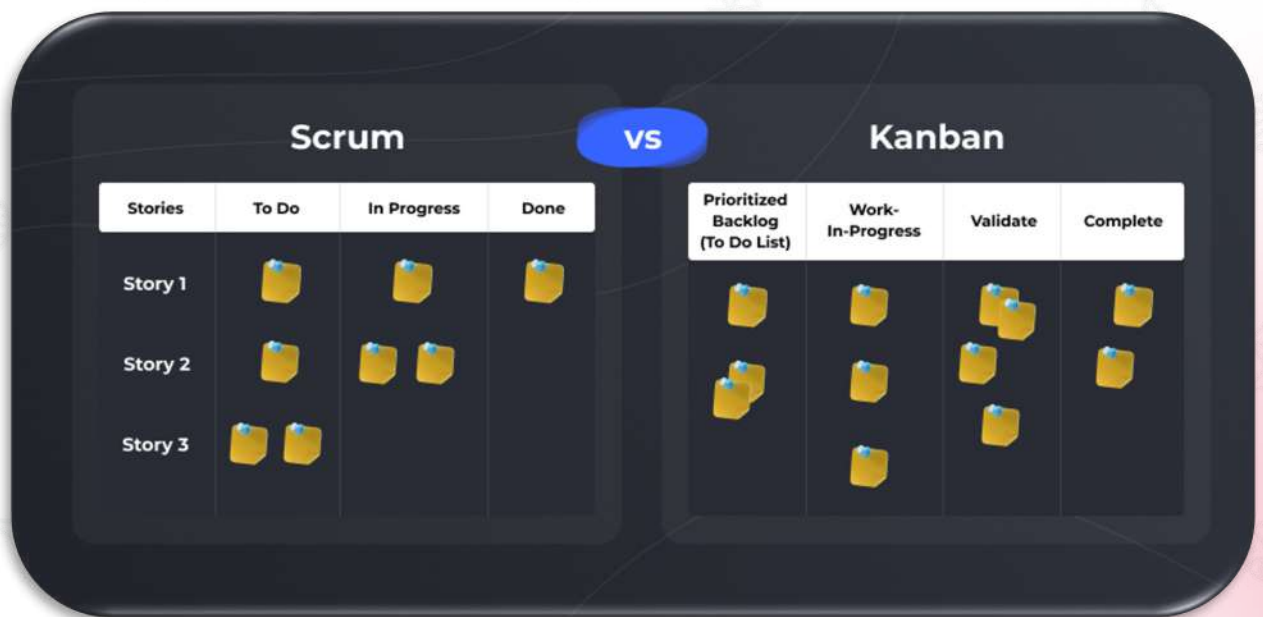 Scrum
vs
Kanban
Stories To Do In Progress Done
Story 1
Story 2
Story 3
Prioritized
Backlog
(To Do List)
Work-
In-Progress
Validate
Complete